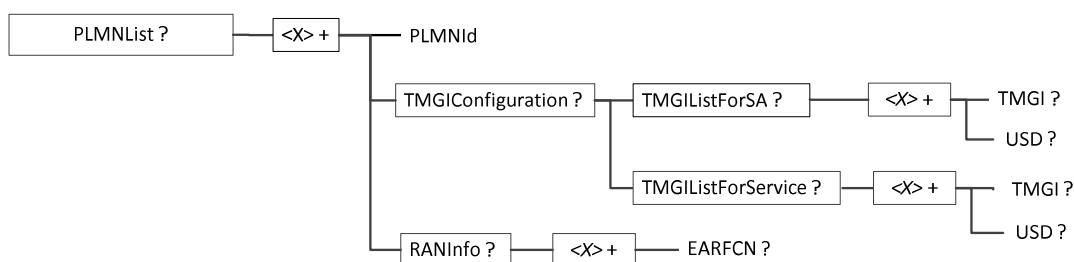 PLMNList ?
<X> +
PLMNId
TMGIConfiguration ?
TMGIListForSA ?
<X> +
TMGI ?
USD ?
TMGIListForService ?
<X> +
TMGI ?
USD ?
RANInfo ?
<X> +
EARFCN ?